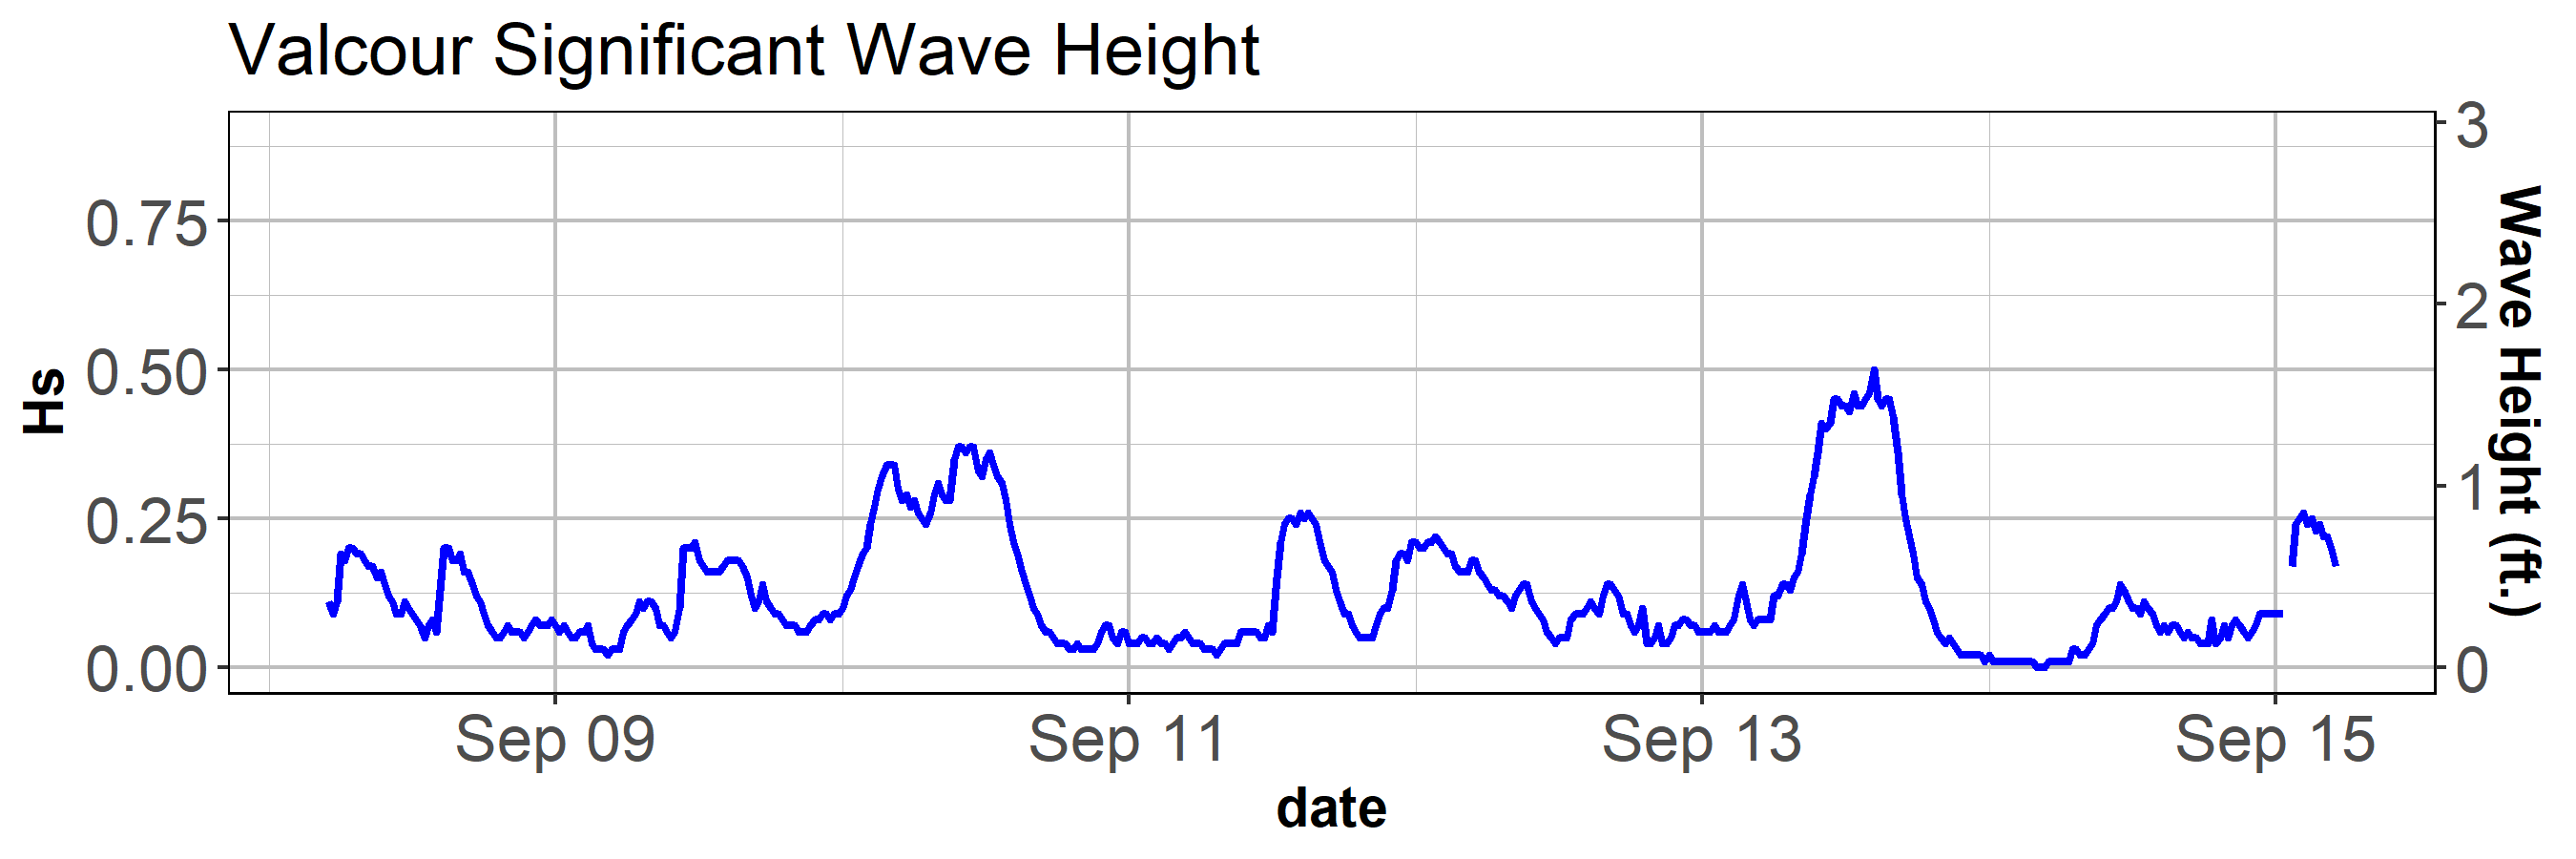 Valcour Significant Wave Height
Hs
0.75
0.50
0.25
0.00
3
2
1
0
Wave Height (ft.)
Sep 09
Sep 11
Sep 13
Sep 15
date